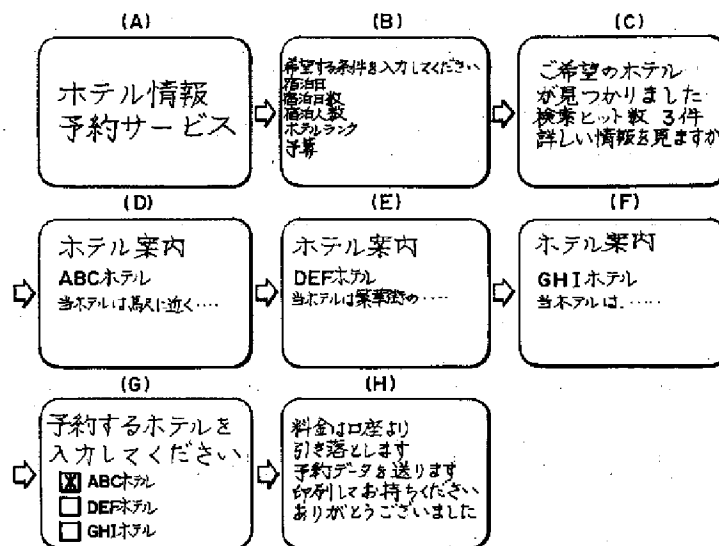 (A)
ホテル情報
予約サービス
(B)
希望する条件を入力してください
宿泊日
宿泊日数
宿泊人数
ホテルランク
予算
(C)
ご希望のホテル
が見つかりました
検索ヒット数 3件
詳しい情報を見ますか
(D)
ホテル案内
ABCホテル
当ホテルは駅に近く‥‥
(E)
ホテル案内
DEFホテル
当ホテルは繁華街の‥‥
(F)
ホテル案内
GHIホテル
当ホテルは‥‥‥
(G)
予約するホテルを
入力してください
X ABCホテル
DEFホテル
GHIホテル
(H)
料金は口座より
引き落とします
予約データを送ります
印刷してお持ちください
ありがとうございました